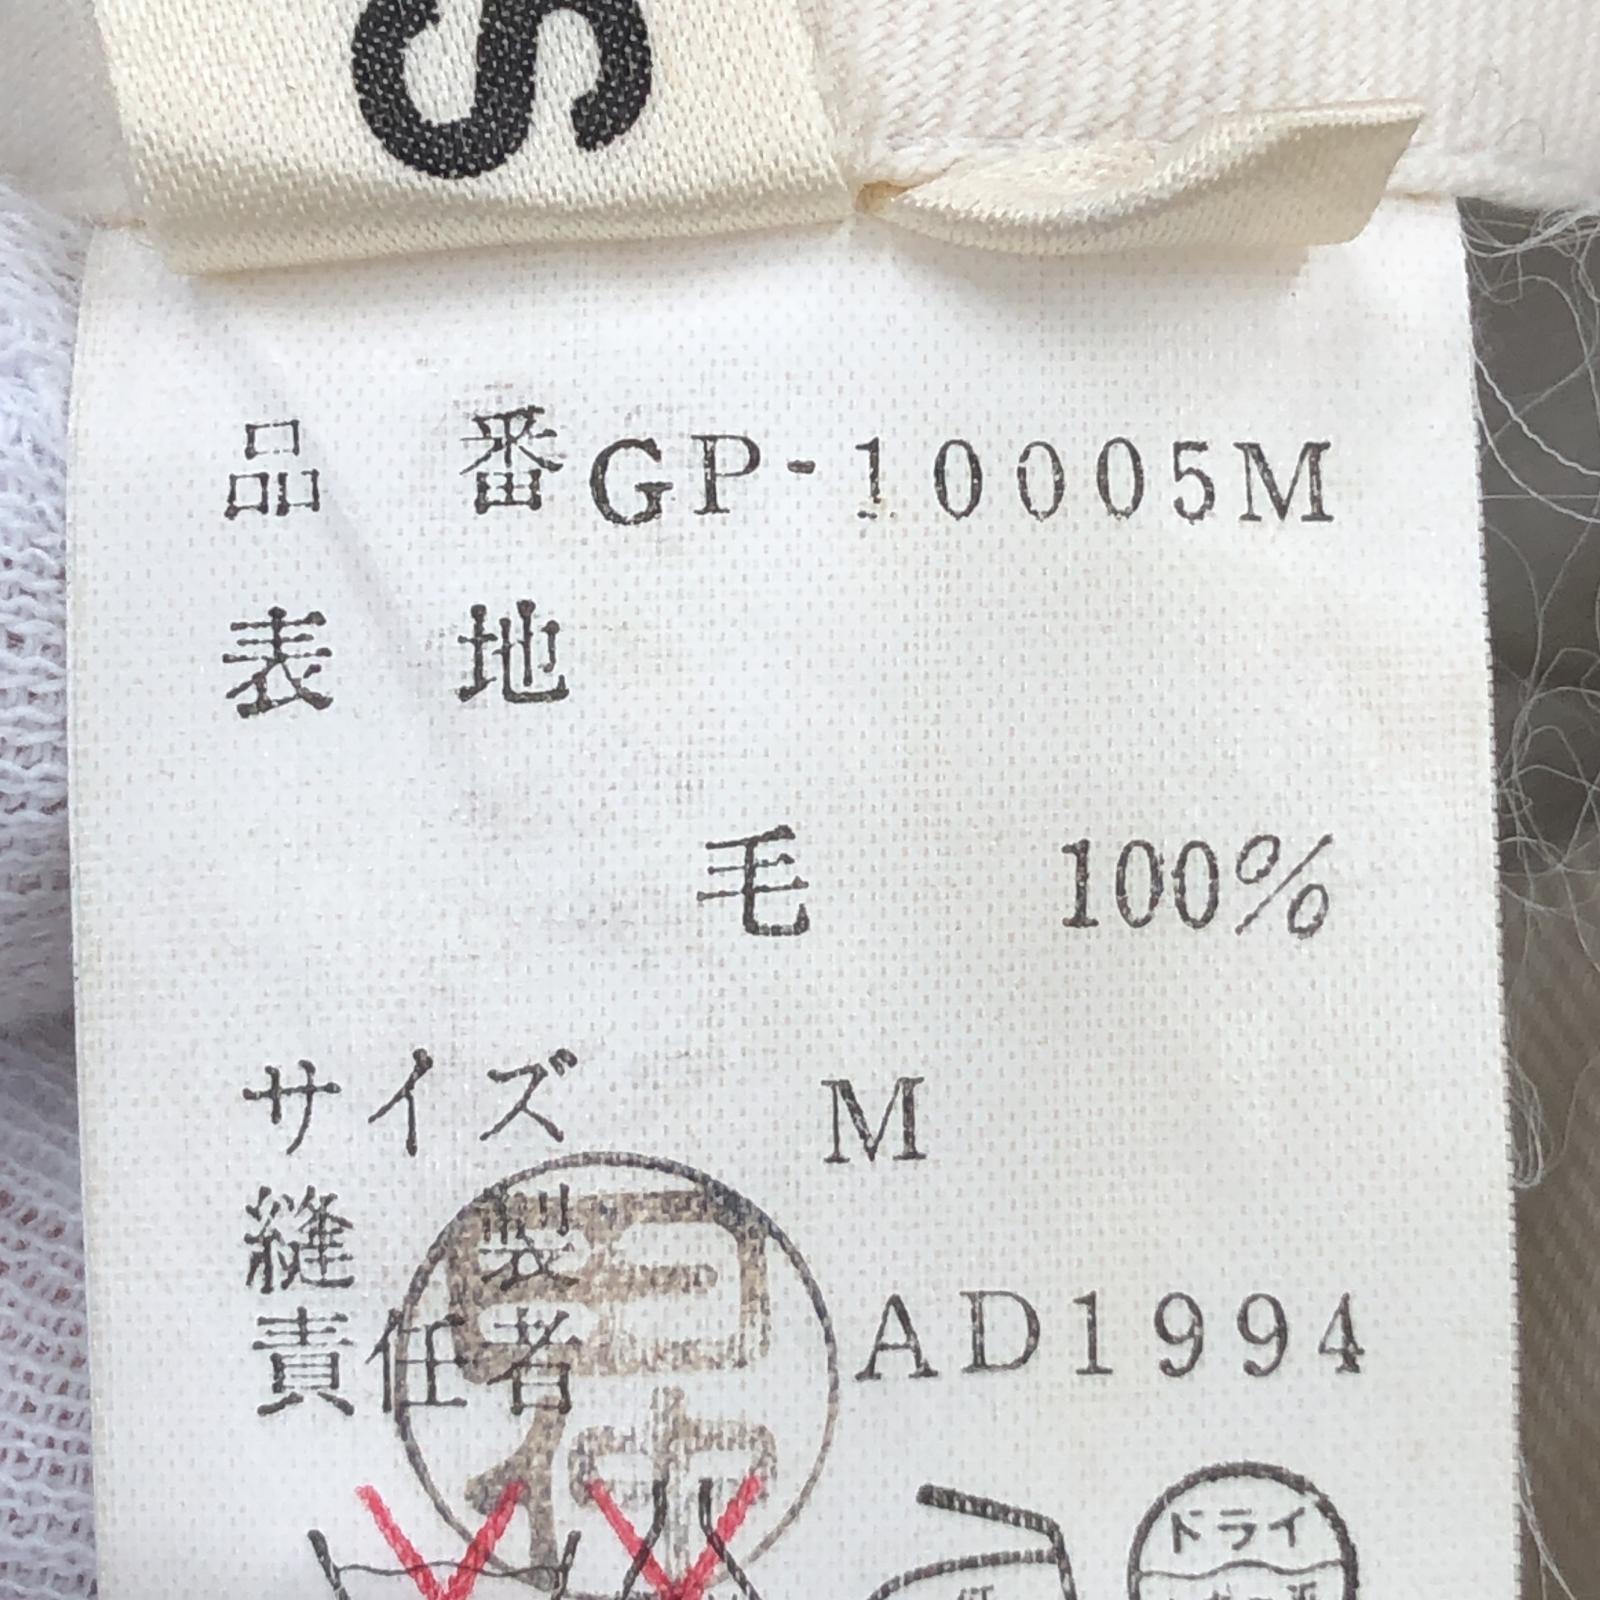 S
品 番 GP-10005M
表 地
毛 100%
サイズ M
縫 製
責任者 AD1994
ドライ